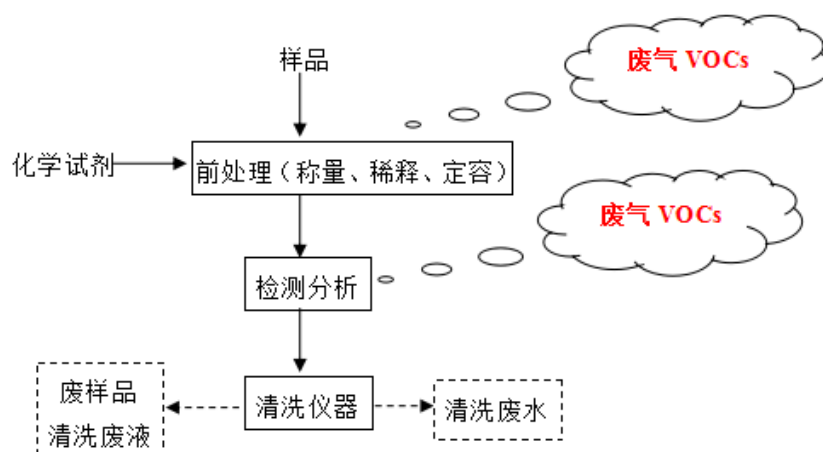 废气 VOCs
样品
化学试剂
前处理（称量、稀释、定容）
废气 VOCs
检测分析
废样品
清洗废液
清洗仪器
清洗废水